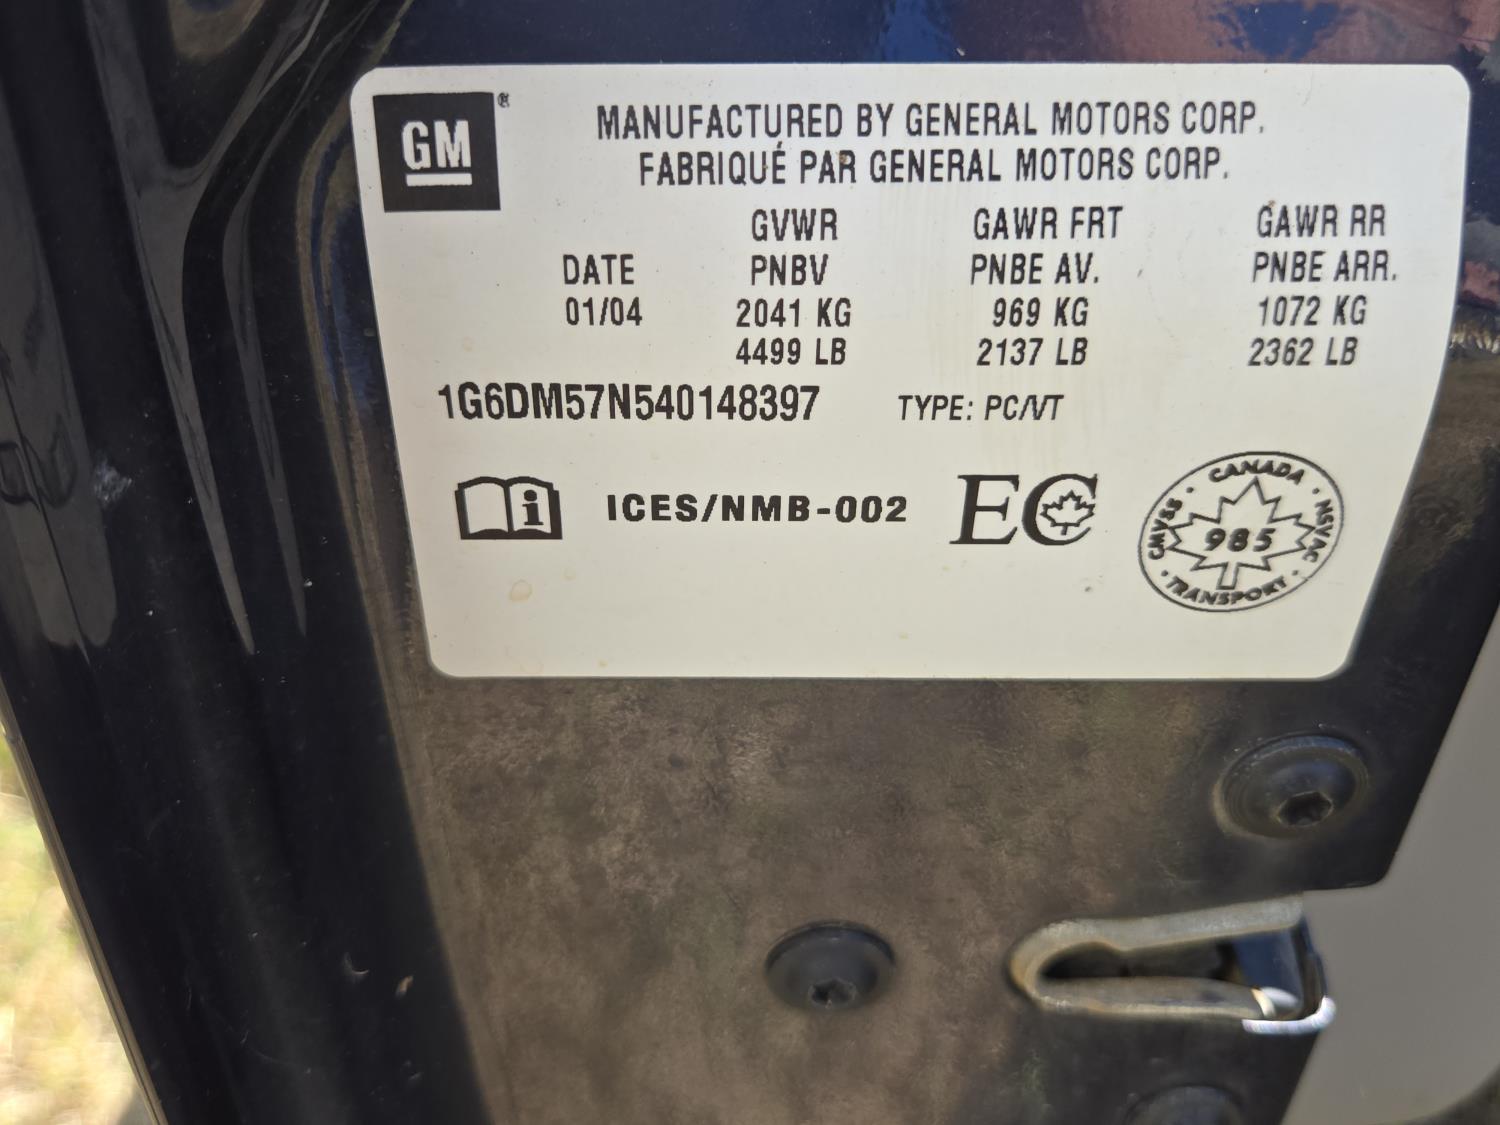 GM®
MANUFACTURED BY GENERAL MOTORS CORP.
FABRIQUÉ PAR GENERAL MOTORS CORP.
GVWR GAWR FRT GAWR RR
DATE PNBV PNBE AV. PNBE ARR.
01/04 2041 KG 969 KG 1072 KG
4499 LB 2137 LB 2362 LB
1G6DM57N540148397 TYPE: PC/VT
i ICES/NMB-002 EC
CANADA
CMVSS · 985 · NSVAC
TRANSPORT